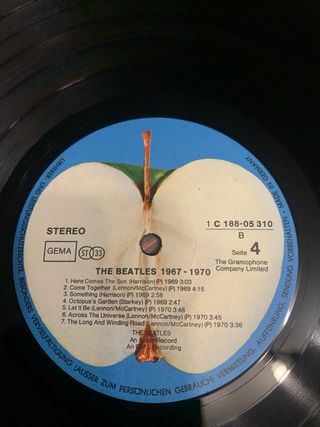 URHEBER- UND LEISTUNGSSCHUTZRECHTE
MADE IN GERMANY
STEREO
GEMA
ST 33
1 C 188-05 310
B
Seite 4
The Gramophone
Company Limited
THE BEATLES 1967 - 1970
1. Here Comes The Sun (Harrison) (P) 1969 3:03
2. Come Together (Lennon/McCartney) (P) 1969 4:15
3. Something (Harrison) (P) 1969 2:58
4. Octopus's Garden (Starkey) (P) 1969 2:47
5. Let It Be (Lennon/McCartney) (P) 1970 3:48
6. Across The Universe (Lennon/McCartney) (P) 1970 3:45
7. The Long And Winding Road (Lennon/McCartney) (P) 1970 3:36
THE BEATLES
An Apple Record
An Recording
BESONDERS VERVIELFÄLTIGUNG (AUSSER ZUM PERSÖNLICHEN GEBRAUCH) VERMIETUNG, AUFFÜHRUNG, SENDUNG VORBEHALTEN